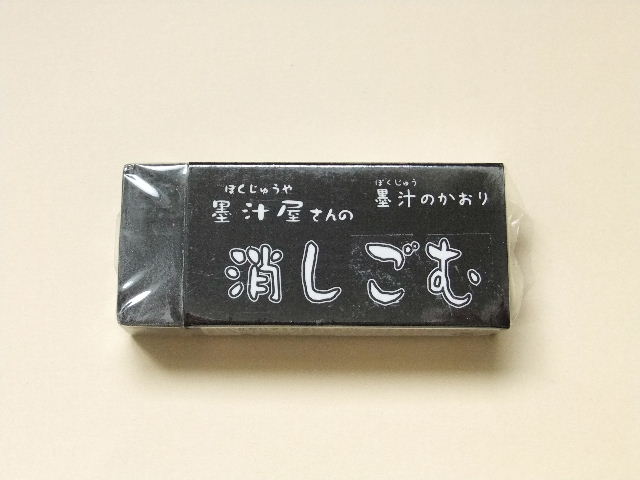 ぼくじゅうや
墨汁屋さんの
ぼくじゅう
墨汁のかおり
消しごむ